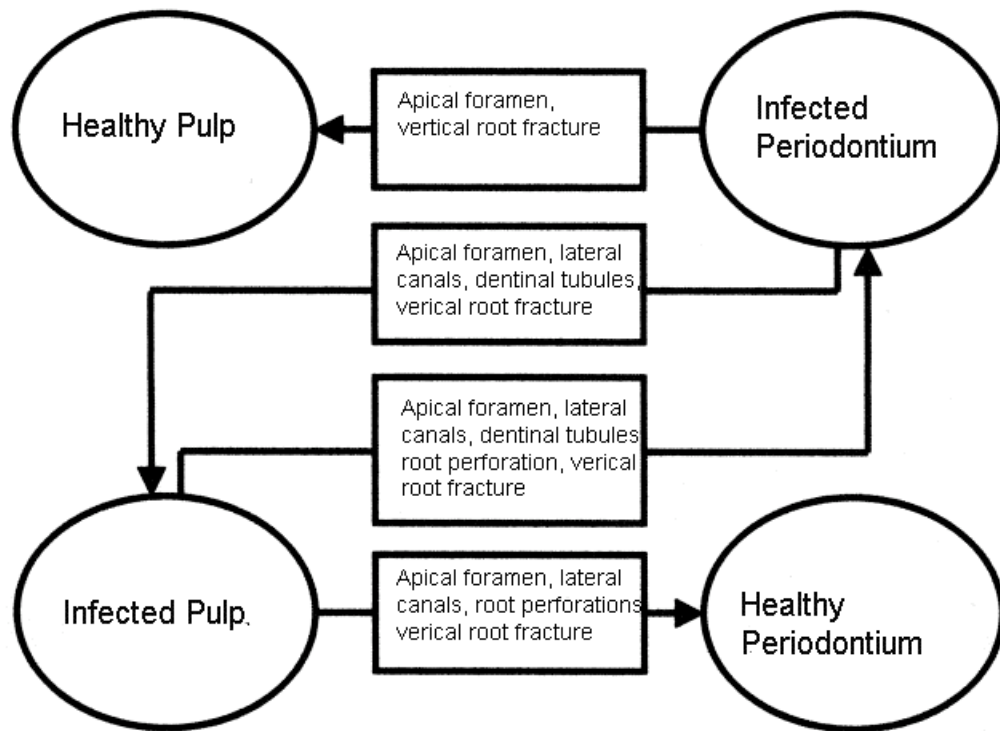 Healthy Pulp
Apical foramen,
vertical root fracture
Infected
Periodontium
Apical foramen, lateral
canals, dentinal tubules,
verical root fracture
Apical foramen, lateral
canals, dentinal tubules
root perforation, verical
root fracture
Infected Pulp.
Apical foramen, lateral
canals, root perforations
verical root fracture
Healthy
Periodontium